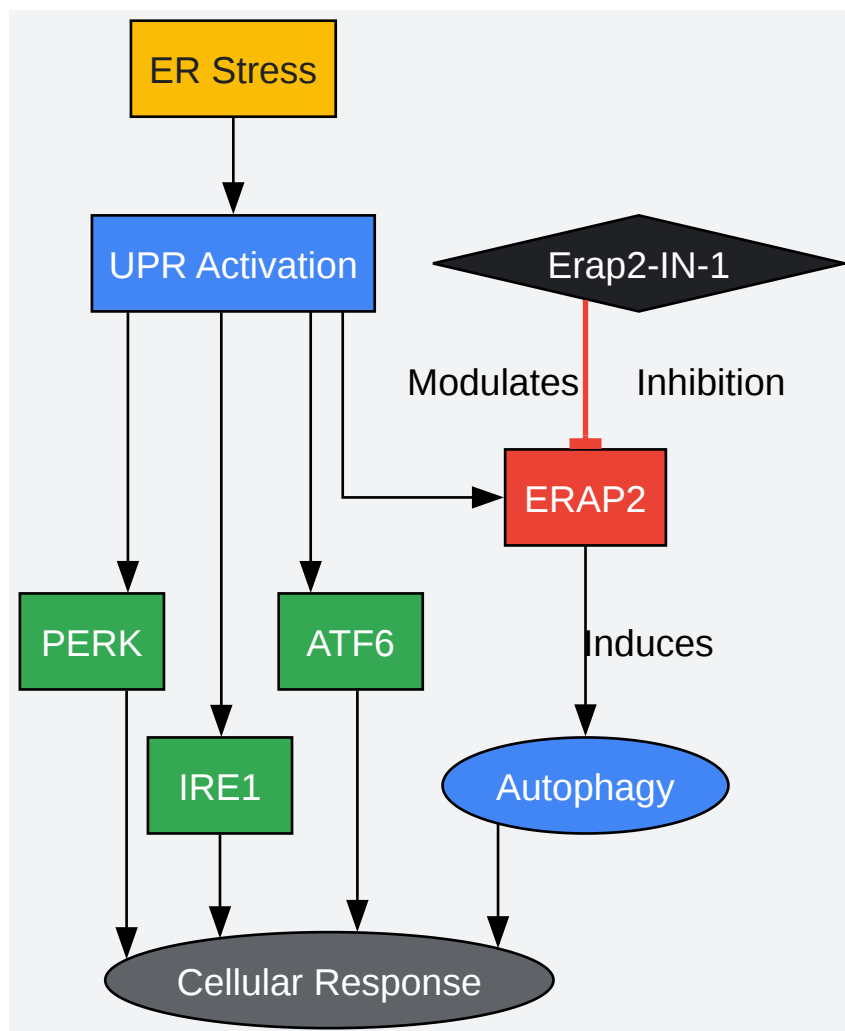 ER Stress
UPR Activation
Erap2-IN-1
Modulates
Inhibition
ERAP2
PERK
ATF6
Induces
IRE1
Autophagy
Cellular Response